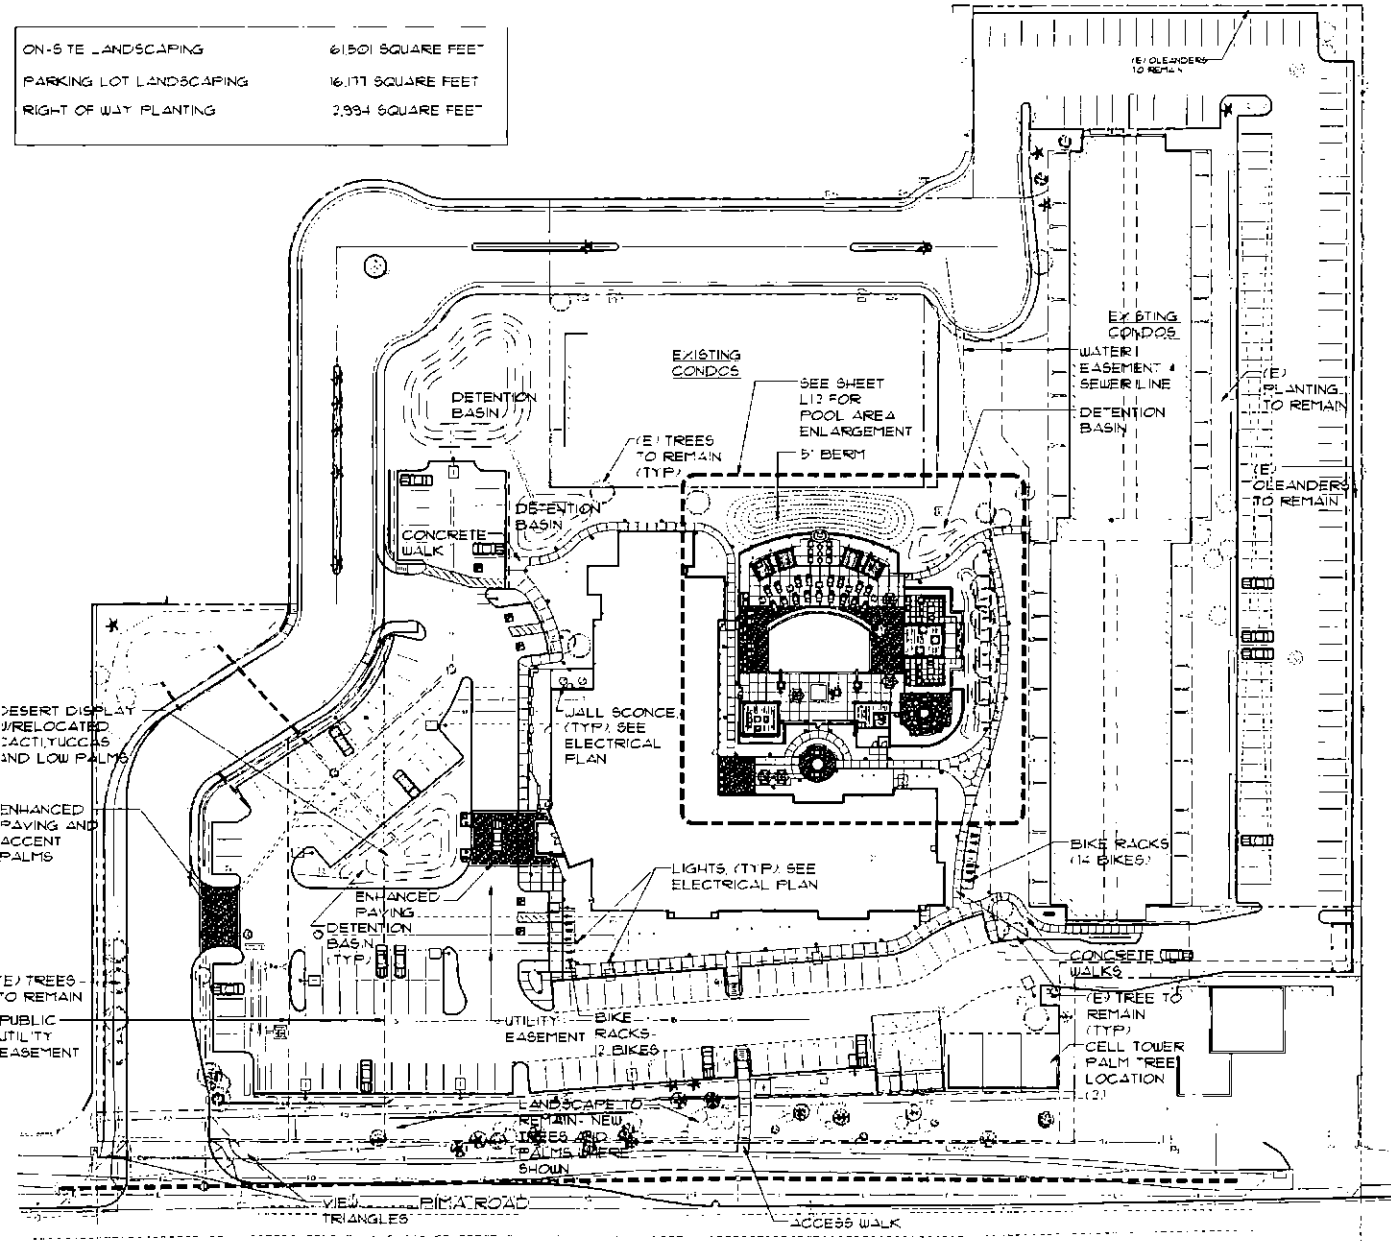 ON-SITE LANDSCAPING 61,501 SQUARE FEET
PARKING LOT LANDSCAPING 16,177 SQUARE FEET
RIGHT OF WAY PLANTING 2,994 SQUARE FEET
(E) OLEANDERS
TO REMAIN
EXISTING
CONDOS
EXISTING
CONDOS
WATER
EASEMENT
SEWER LINE
SEE SHEET
FOR
POOL AREA
ENLARGEMENT
5' BERM
DETENTION
BASIN
(E)
PLANTING
TO REMAIN
DETENTION
BASIN
(E) TREES
TO REMAIN
(TYP)
(E)
OLEANDERS
TO REMAIN
DETENTION
BASIN
CONCRETE
WALK
DESERT DISPLAY
W/RELOCATED
CACTI, YUCCAS
AND LOW PALMS
WALL SCONCE
(TYP) SEE
ELECTRICAL
PLAN
ENHANCED
PAVING AND
ACCENT
PALMS
BIKE RACKS
(14 BIKES)
LIGHTS, (TYP) SEE
ELECTRICAL PLAN
ENHANCED
PAVING
DETENTION
BASIN
(TYP)
CONCRETE
WALKS
(E) TREES
TO REMAIN
PUBLIC
UTILITY
EASEMENT
UTILITY
EASEMENT
BIKE
RACKS
BIKES
(E) TREE TO
REMAIN
(TYP)
CELL TOWER
PALM TREE
LOCATION
LANDSCAPE TO
REMAIN - NEW
TREES AND
PALMS WHERE
SHOWN
VIEW
TRIANGLES
PIMA ROAD
ACCESS WALK